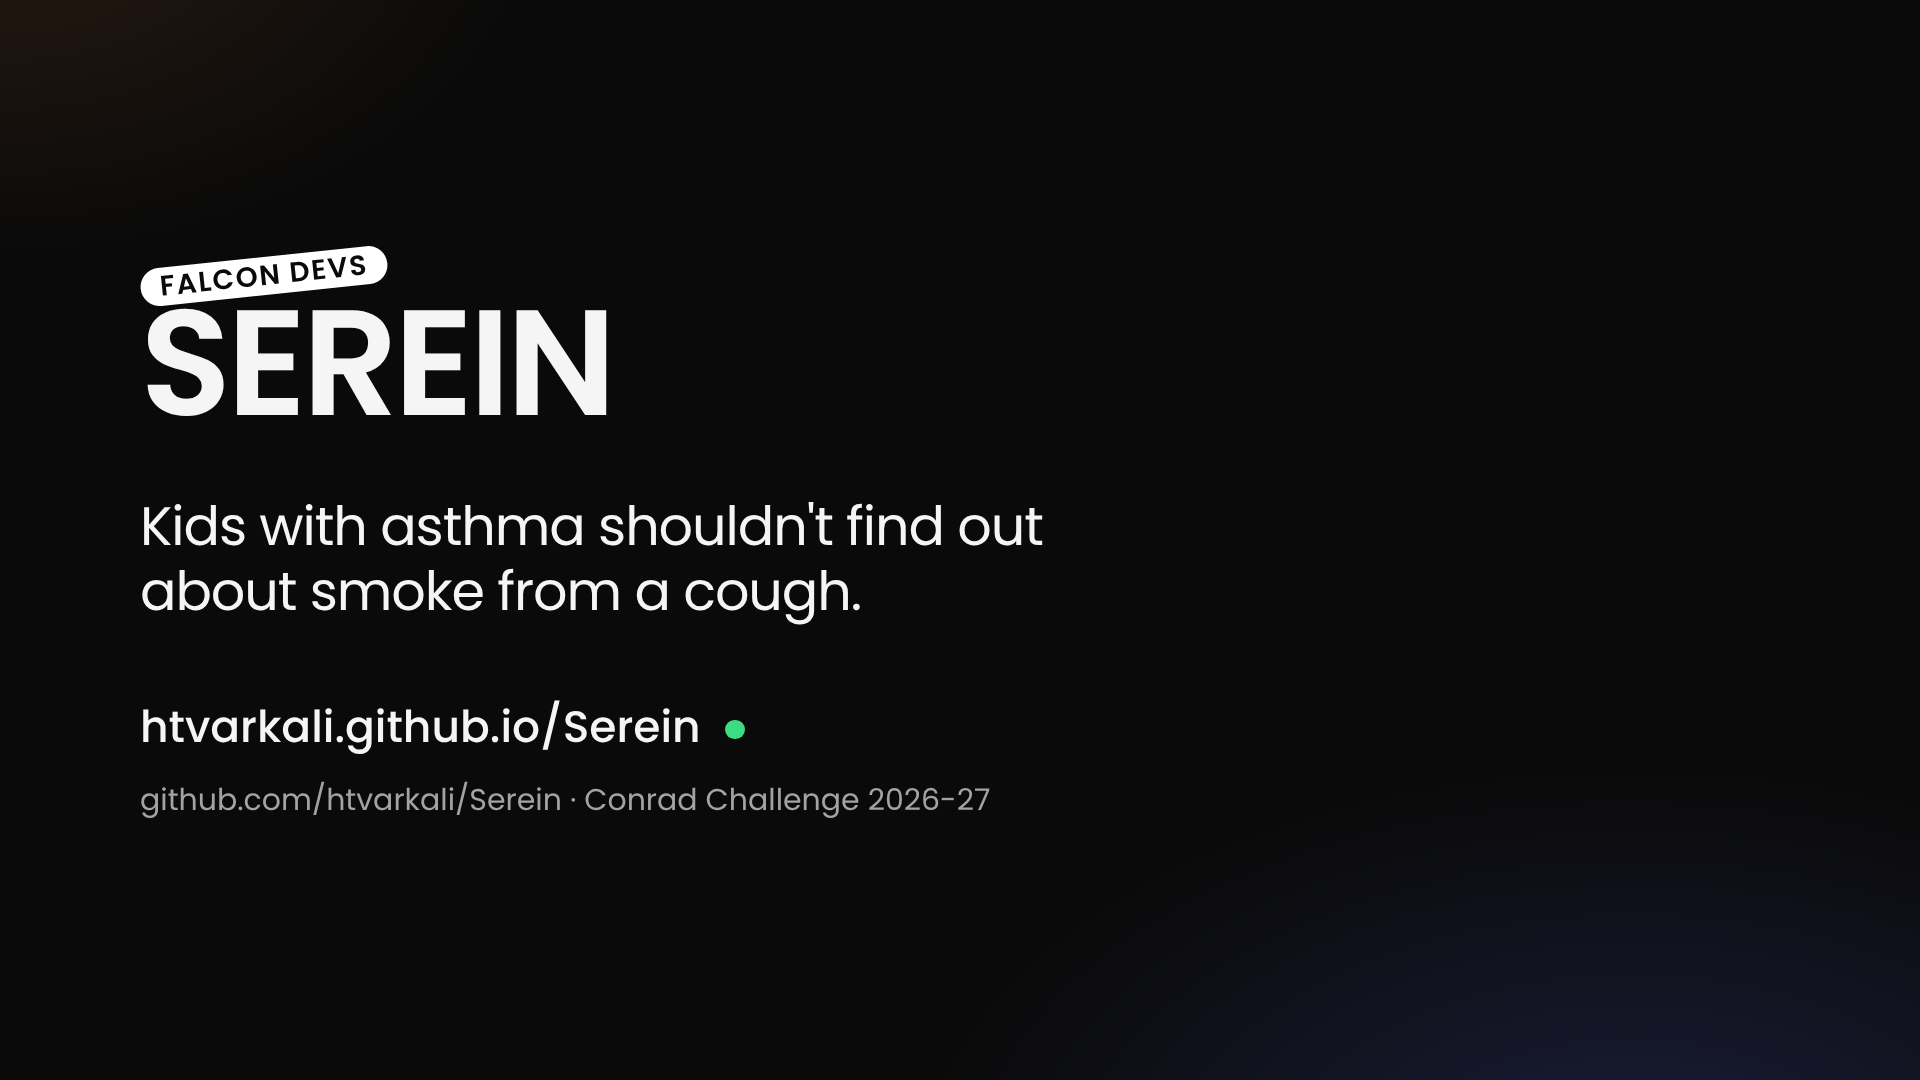 FALCON DEVS
SEREIN
Kids with asthma shouldn't find out
about smoke from a cough.
htvarkali.github.io/Serein
github.com/htvarkali/Serein · Conrad Challenge 2026-27